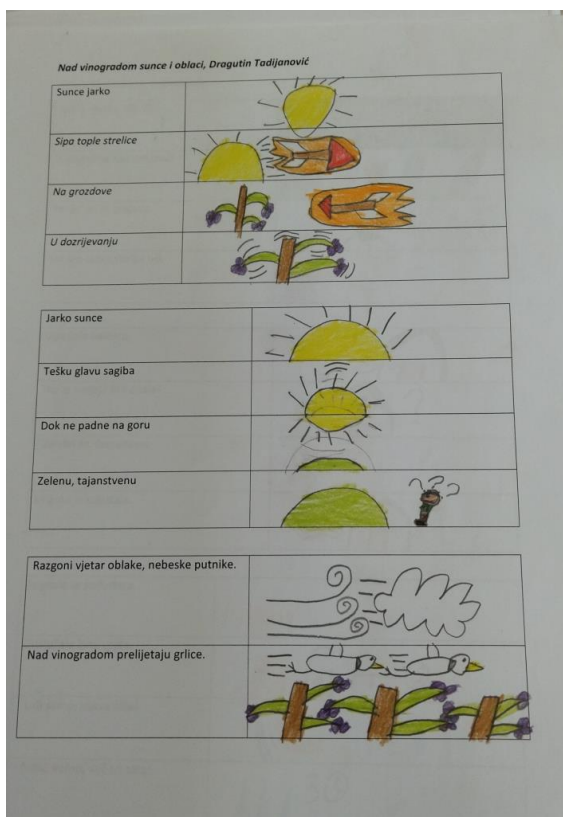 Nad vinogradom sunce i oblaci, Dragutin Tadijanović
Sunce jarko
Sipa tople strelice
Na grozdove
U dozrijevanju
Jarko sunce
Tešku glavu sagiba
Dok ne padne na goru
Zelenu, tajanstvenu
? ? ?
Razgoni vjetar oblake, nebeske putnike.
Nad vinogradom prelijetaju grlice.